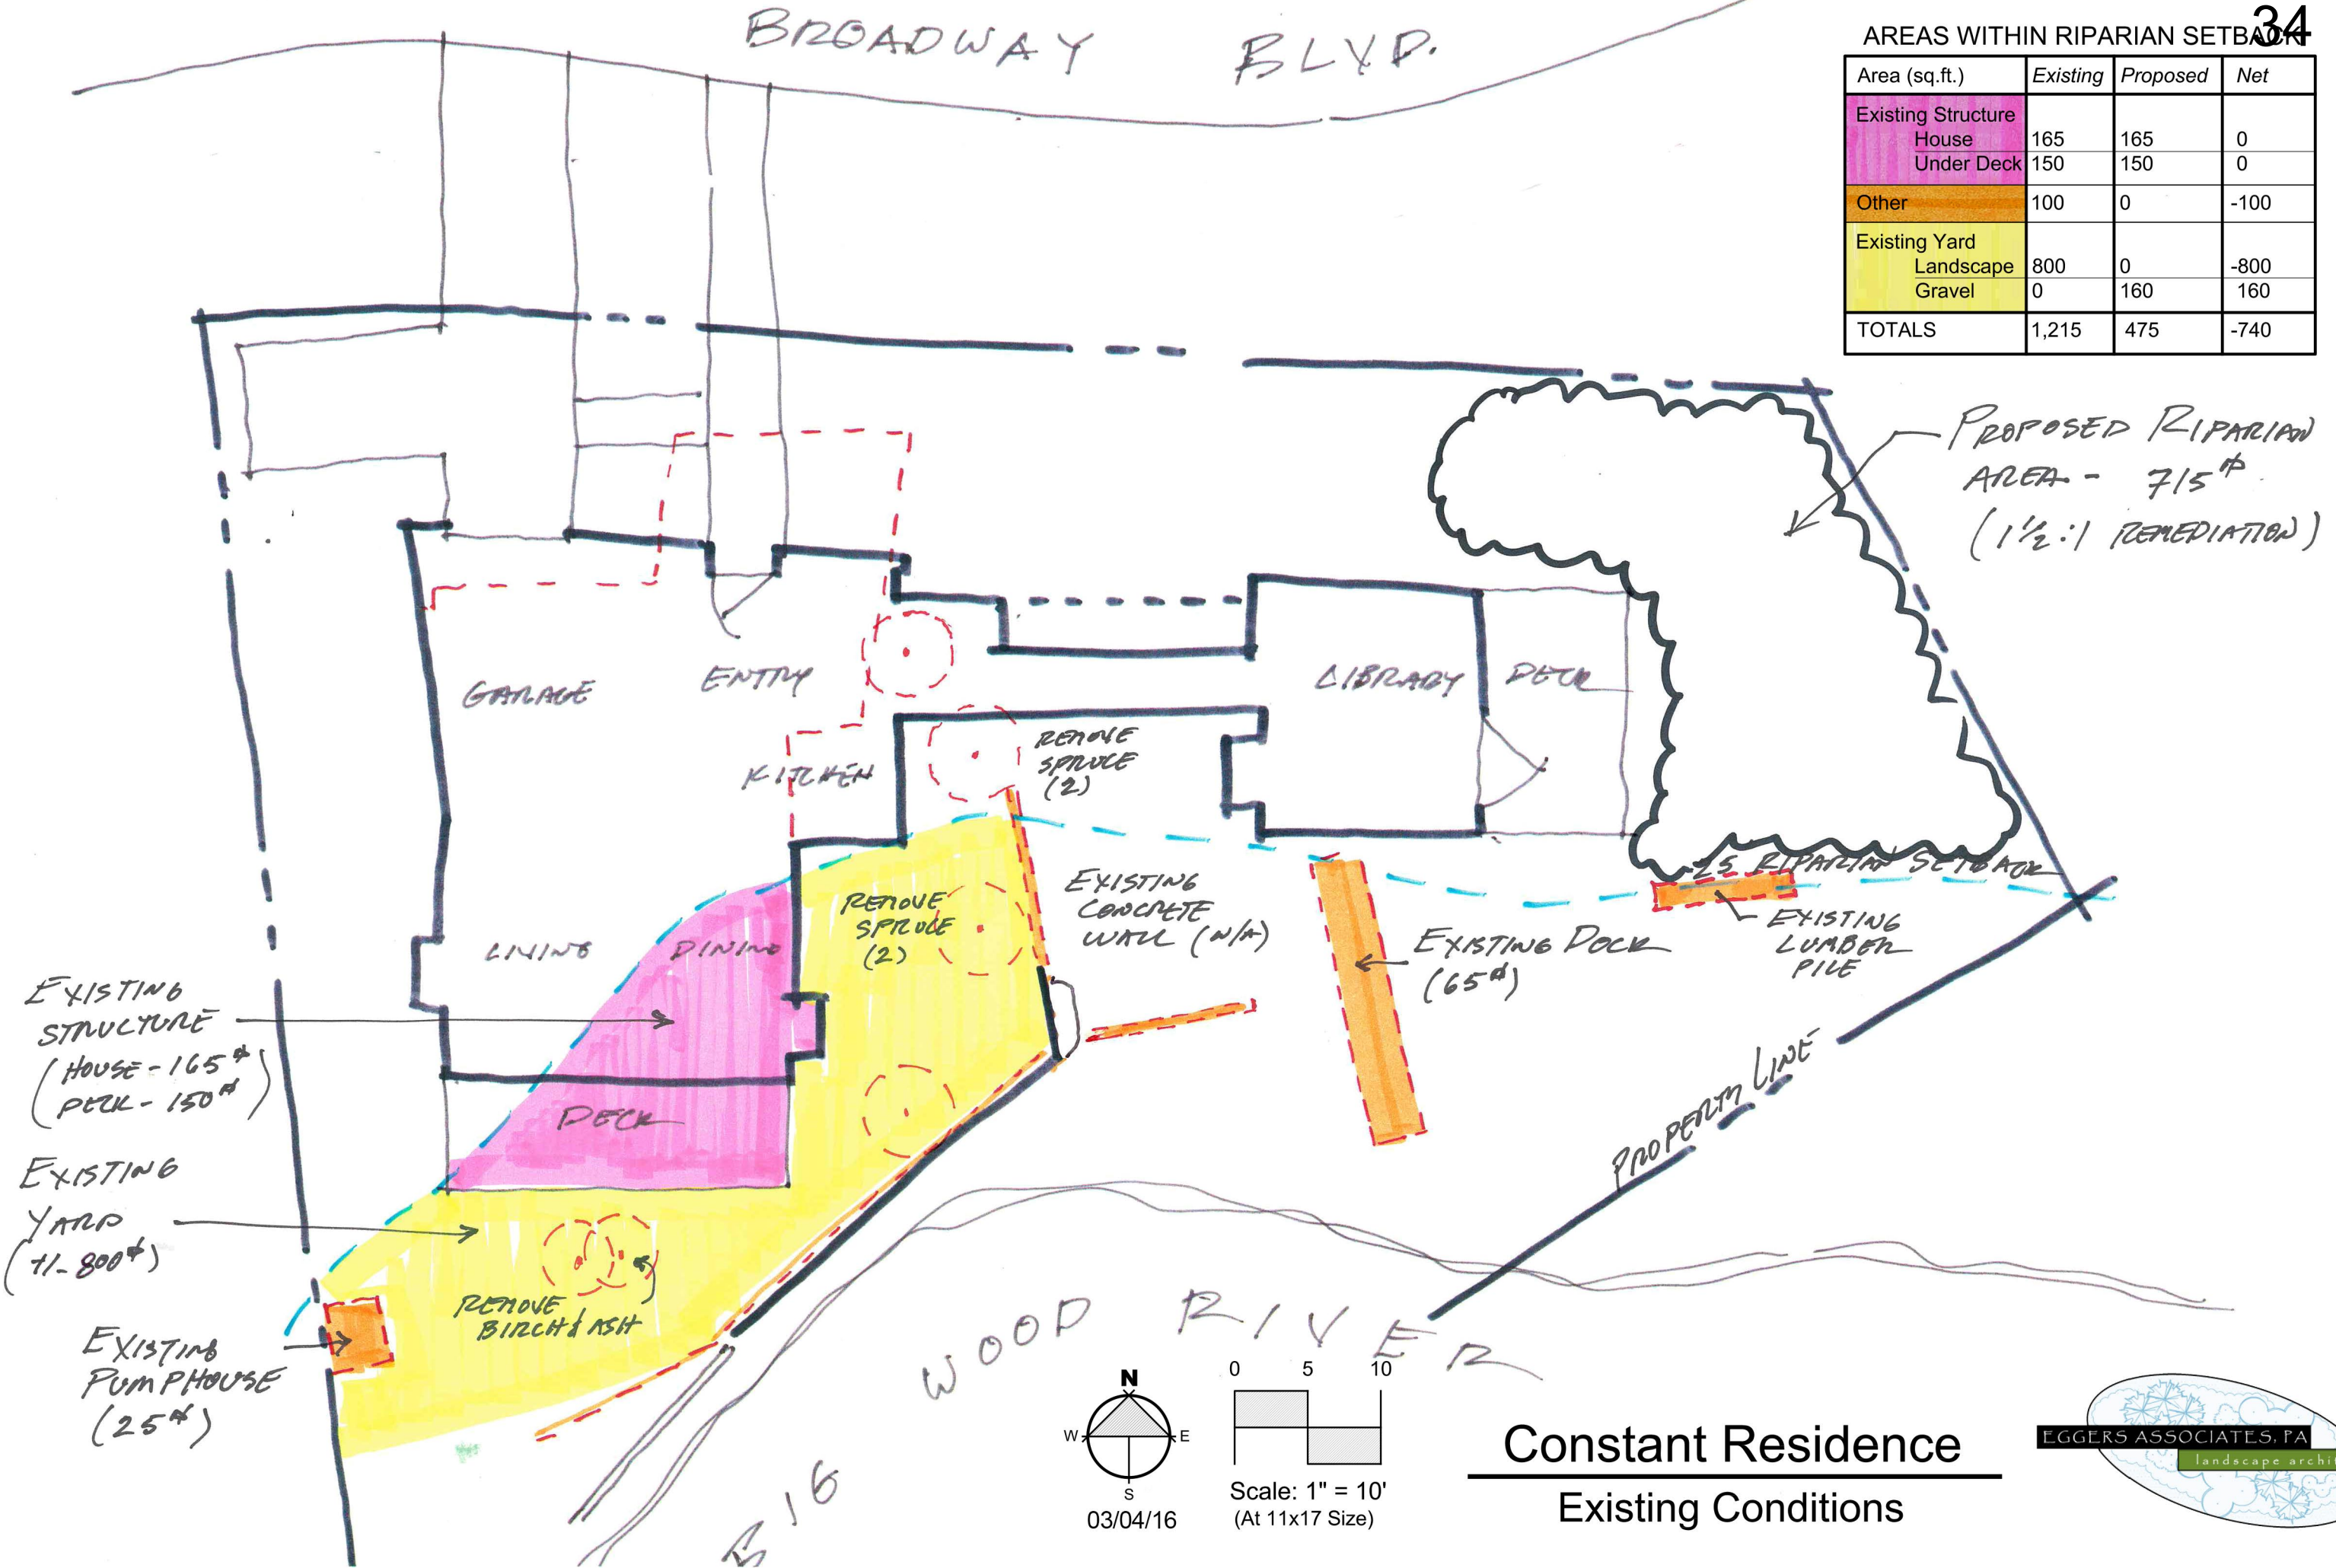 BROADWAY BLVD.
34
AREAS WITHIN RIPARIAN SETBACK
Area (sq.ft.) Existing Proposed Net
Existing Structure
House 165 165 0
Under Deck 150 150 0
Other 100 0 -100
Existing Yard
Landscape 800 0 -800
Gravel 0 160 160
TOTALS 1,215 475 -740
PROPOSED RIPARIAN
AREA - 715⌀
(1 1/2 :1 REMEDIATION)
GARAGE
ENTRY
LIBRARY
DECK
KITCHEN
REMOVE
SPRUCE
(2)
25 RIPARIAN SETBACK
REMOVE
SPRUCE
(2)
EXISTING
CONCRETE
WALL (N/A)
EXISTING DOCK
(65⌀)
EXISTING
LUMBER
PILE
LIVING
DINING
EXISTING
STRUCTURE
(HOUSE - 165⌀
DECK - 150⌀)
DECK
PROPERTY LINE
EXISTING
YARD
(+/- 800⌀)
REMOVE
BIRCH & ASH
EXISTING
PUMPHOUSE
(25⌀)
BIG WOOD RIVER
N
W E
S
03/04/16
0 5 10
Scale: 1" = 10'
(At 11x17 Size)
Constant Residence
Existing Conditions
EGGERS ASSOCIATES, PA
landscape archi